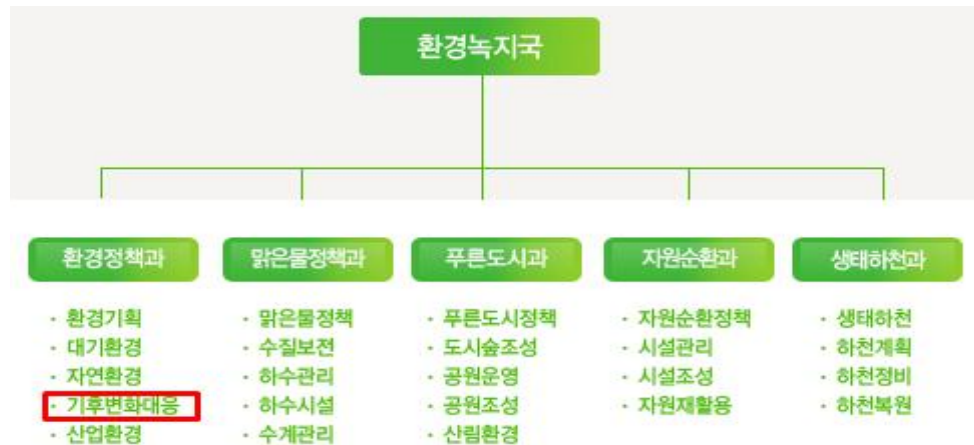 환경녹지국
환경정책과
· 환경기획
· 대기환경
· 자연환경
· 기후변화대응
· 산업환경
맑은물정책과
· 맑은물정책
· 수질보전
· 하수관리
· 하수시설
· 수계관리
푸른도시과
· 푸른도시정책
· 도시숲조성
· 공원운영
· 공원조성
· 산림환경
자원순환과
· 자원순환정책
· 시설관리
· 시설조성
· 자원재활용
생태하천과
· 생태하천
· 하천계획
· 하천정비
· 하천복원